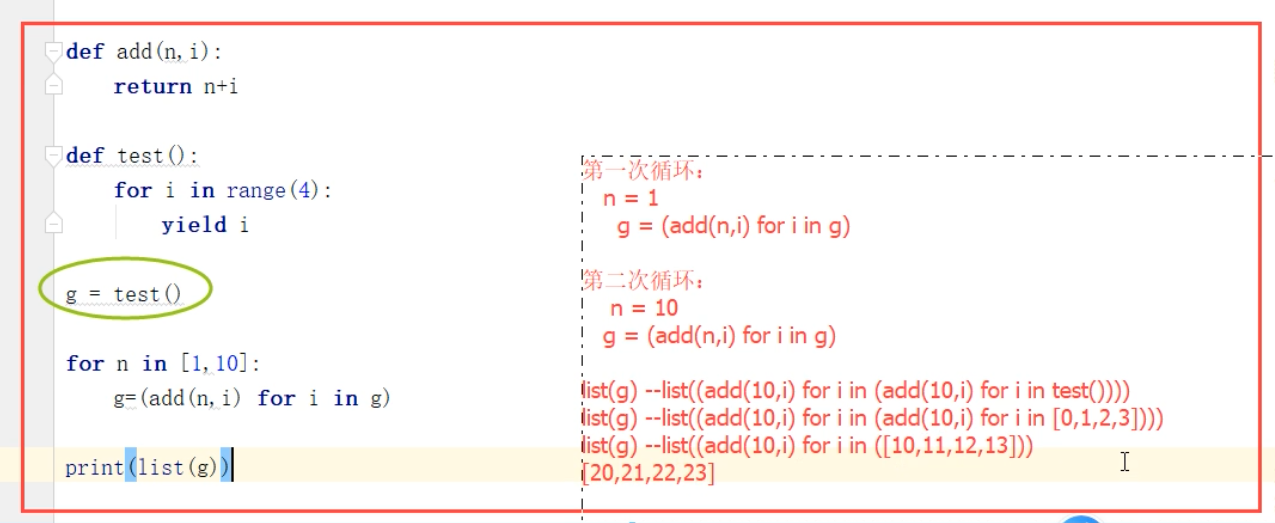 def add(n,i):
return n+i
def test():
for i in range(4):
yield i
g = test()
for n in [1,10]:
g=(add(n,i) for i in g)
print(list(g))
第一次循环：
n = 1
g = (add(n,i) for i in g)
第二次循环：
n = 10
g = (add(n,i) for i in g)
list(g) --list((add(10,i) for i in (add(10,i) for i in test())))
list(g) --list((add(10,i) for i in (add(10,i) for i in [0,1,2,3])))
list(g) --list((add(10,i) for i in ([10,11,12,13]))
[20,21,22,23]